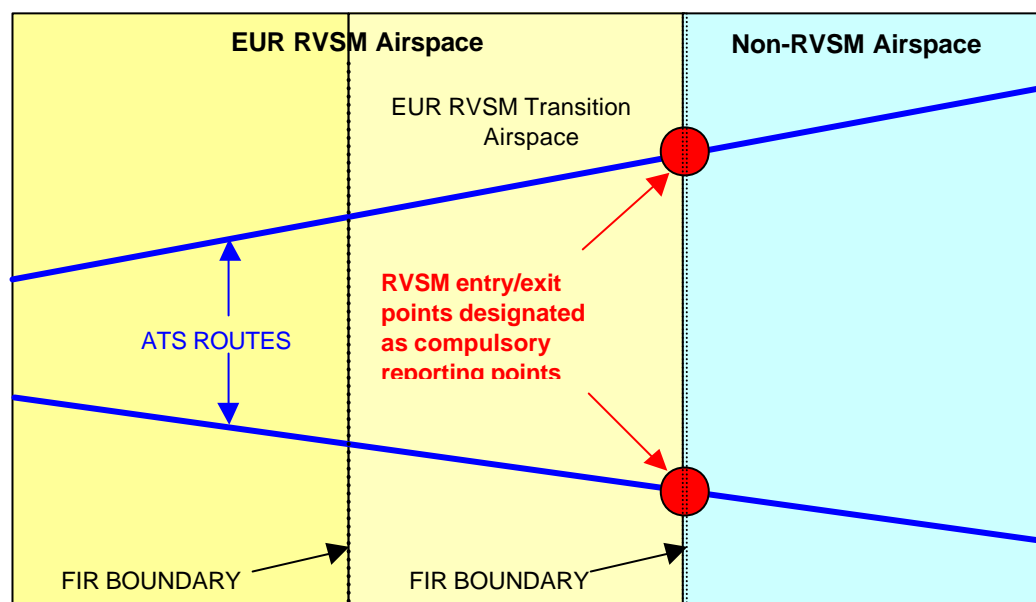 EUR RVSM Airspace
Non-RVSM Airspace
EUR RVSM Transition
Airspace
RVSM entry/exit
points designated
as compulsory
reporting points
ATS ROUTES
FIR BOUNDARY
FIR BOUNDARY